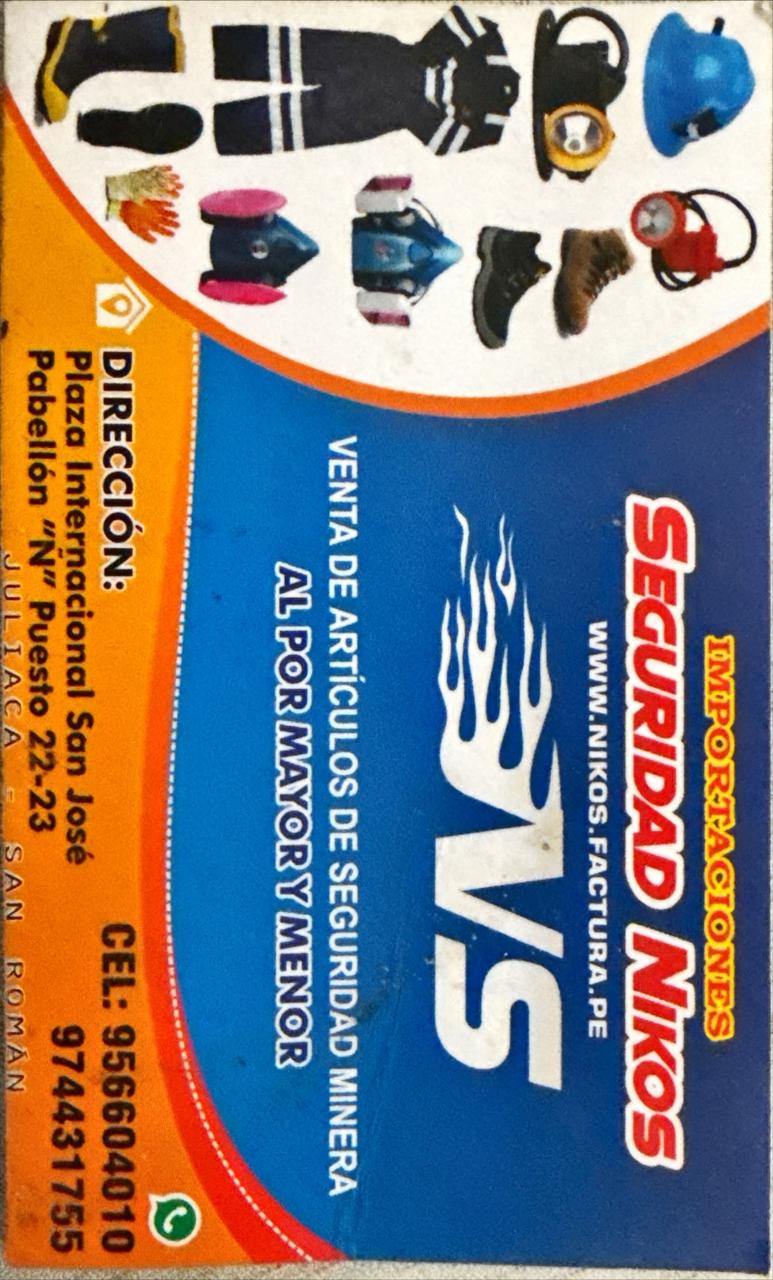 IMPORTACIONES
SEGURIDAD NIKOS
WWW.NIKOS.FACTURA.PE
VS
VENTA DE ARTÍCULOS DE SEGURIDAD MINERA
AL POR MAYOR Y MENOR
DIRECCIÓN:
Plaza Internacional San José
Pabellón "Ñ" Puesto 22-23
JULIACA - SAN ROMÁN
CEL: 956604010
974431755